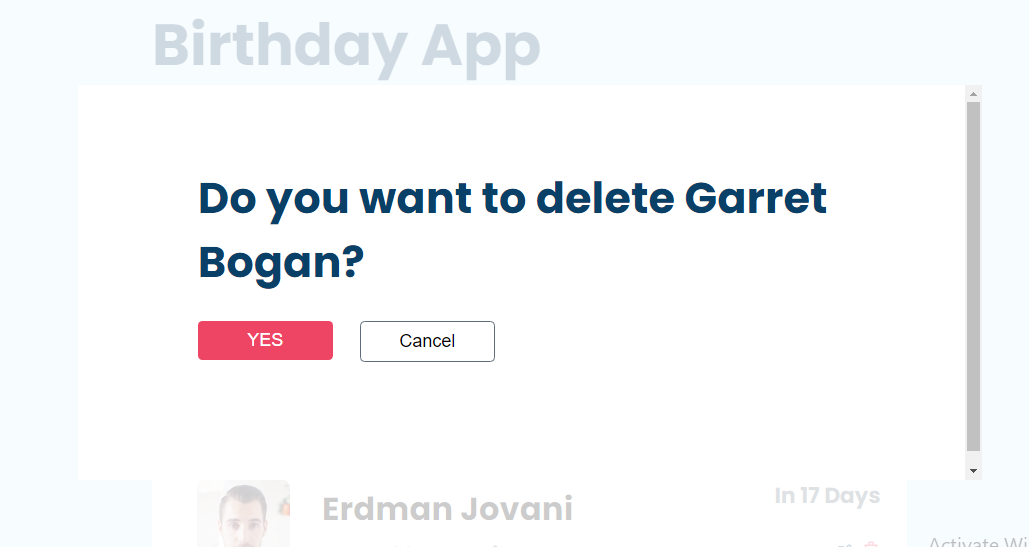 Birthday App
Do you want to delete Garret
Bogan?
YES
Cancel
In 17 Days
Erdman Jovani
Activate Wi